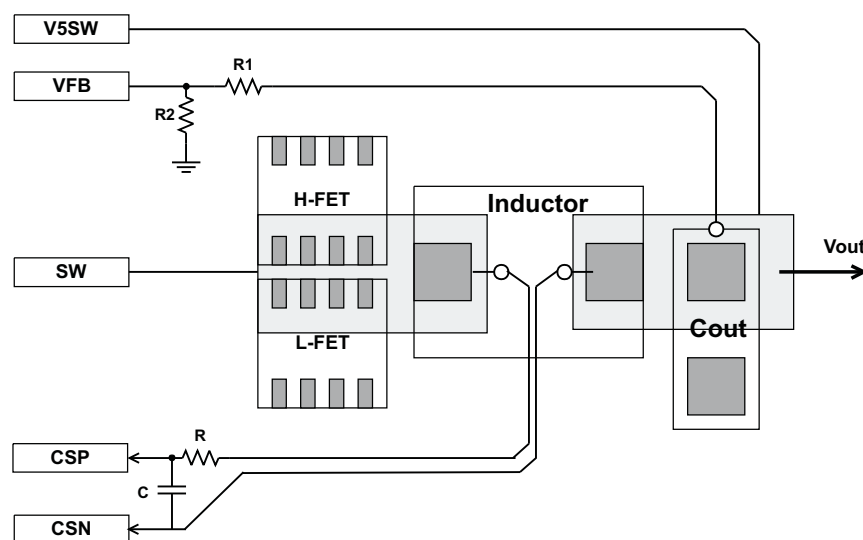 V5SW
VFB
R1
R2
H-FET
Inductor
SW
Vout
L-FET
Cout
CSP
R
C
CSN